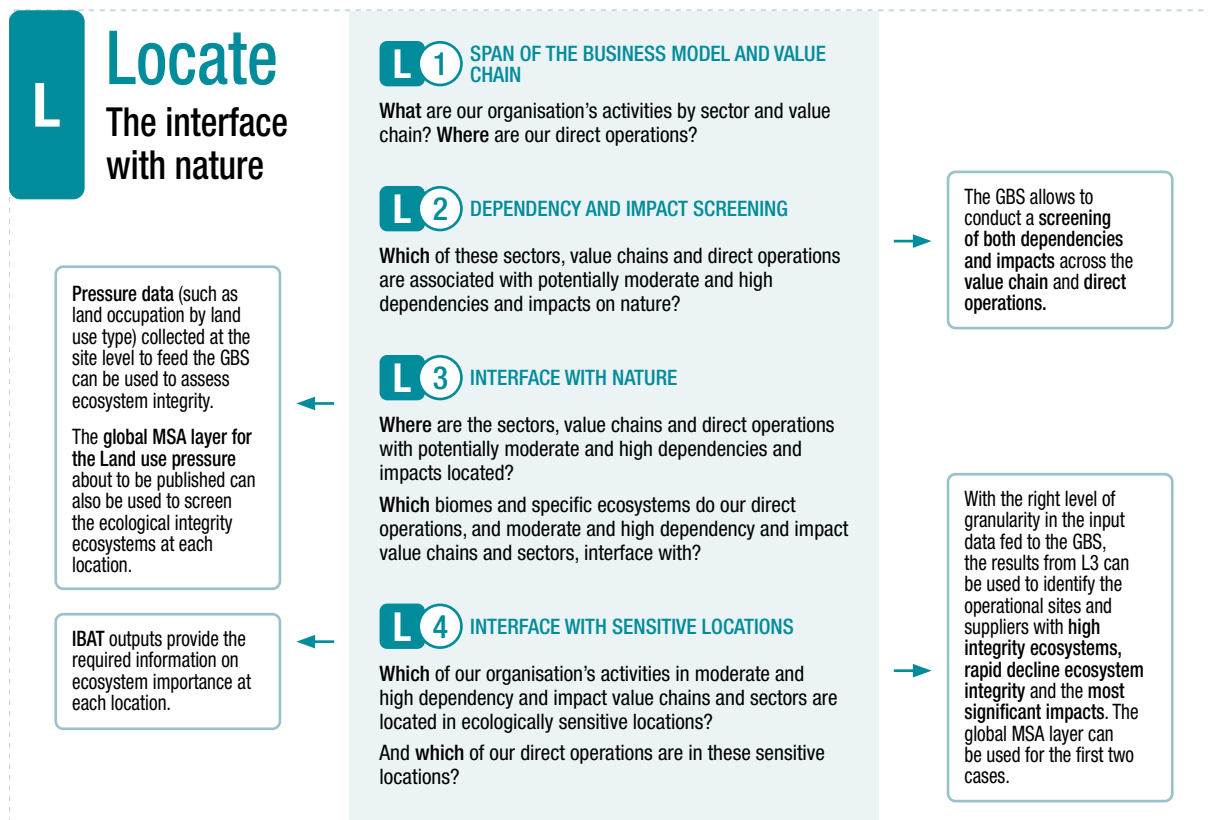 L
Locate
The interface
with nature
L 1 SPAN OF THE BUSINESS MODEL AND VALUE
CHAIN
What are our organisation's activities by sector and value
chain? Where are our direct operations?
L 2 DEPENDENCY AND IMPACT SCREENING
Which of these sectors, value chains and direct operations
are associated with potentially moderate and high
dependencies and impacts on nature?
The GBS allows to
conduct a screening
of both dependencies
and impacts across the
value chain and direct
operations.
L 3 INTERFACE WITH NATURE
Where are the sectors, value chains and direct operations
with potentially moderate and high dependencies and
impacts located?
Which biomes and specific ecosystems do our direct
operations, and moderate and high dependency and impact
value chains and sectors, interface with?
Pressure data (such as
land occupation by land
use type) collected at the
site level to feed the GBS
can be used to assess
ecosystem integrity.
The global MSA layer for
the Land use pressure
about to be published can
also be used to screen
the ecological integrity
ecosystems at each
location.
L 4 INTERFACE WITH SENSITIVE LOCATIONS
Which of our organisation's activities in moderate and
high dependency and impact value chains and sectors are
located in ecologically sensitive locations?
And which of our direct operations are in these sensitive
locations?
IBAT outputs provide the
required information on
ecosystem importance at
each location.
With the right level of
granularity in the input
data fed to the GBS,
the results from L3 can
be used to identify the
operational sites and
suppliers with high
integrity ecosystems,
rapid decline ecosystem
integrity and the most
significant impacts. The
global MSA layer can
be used for the first two
cases.